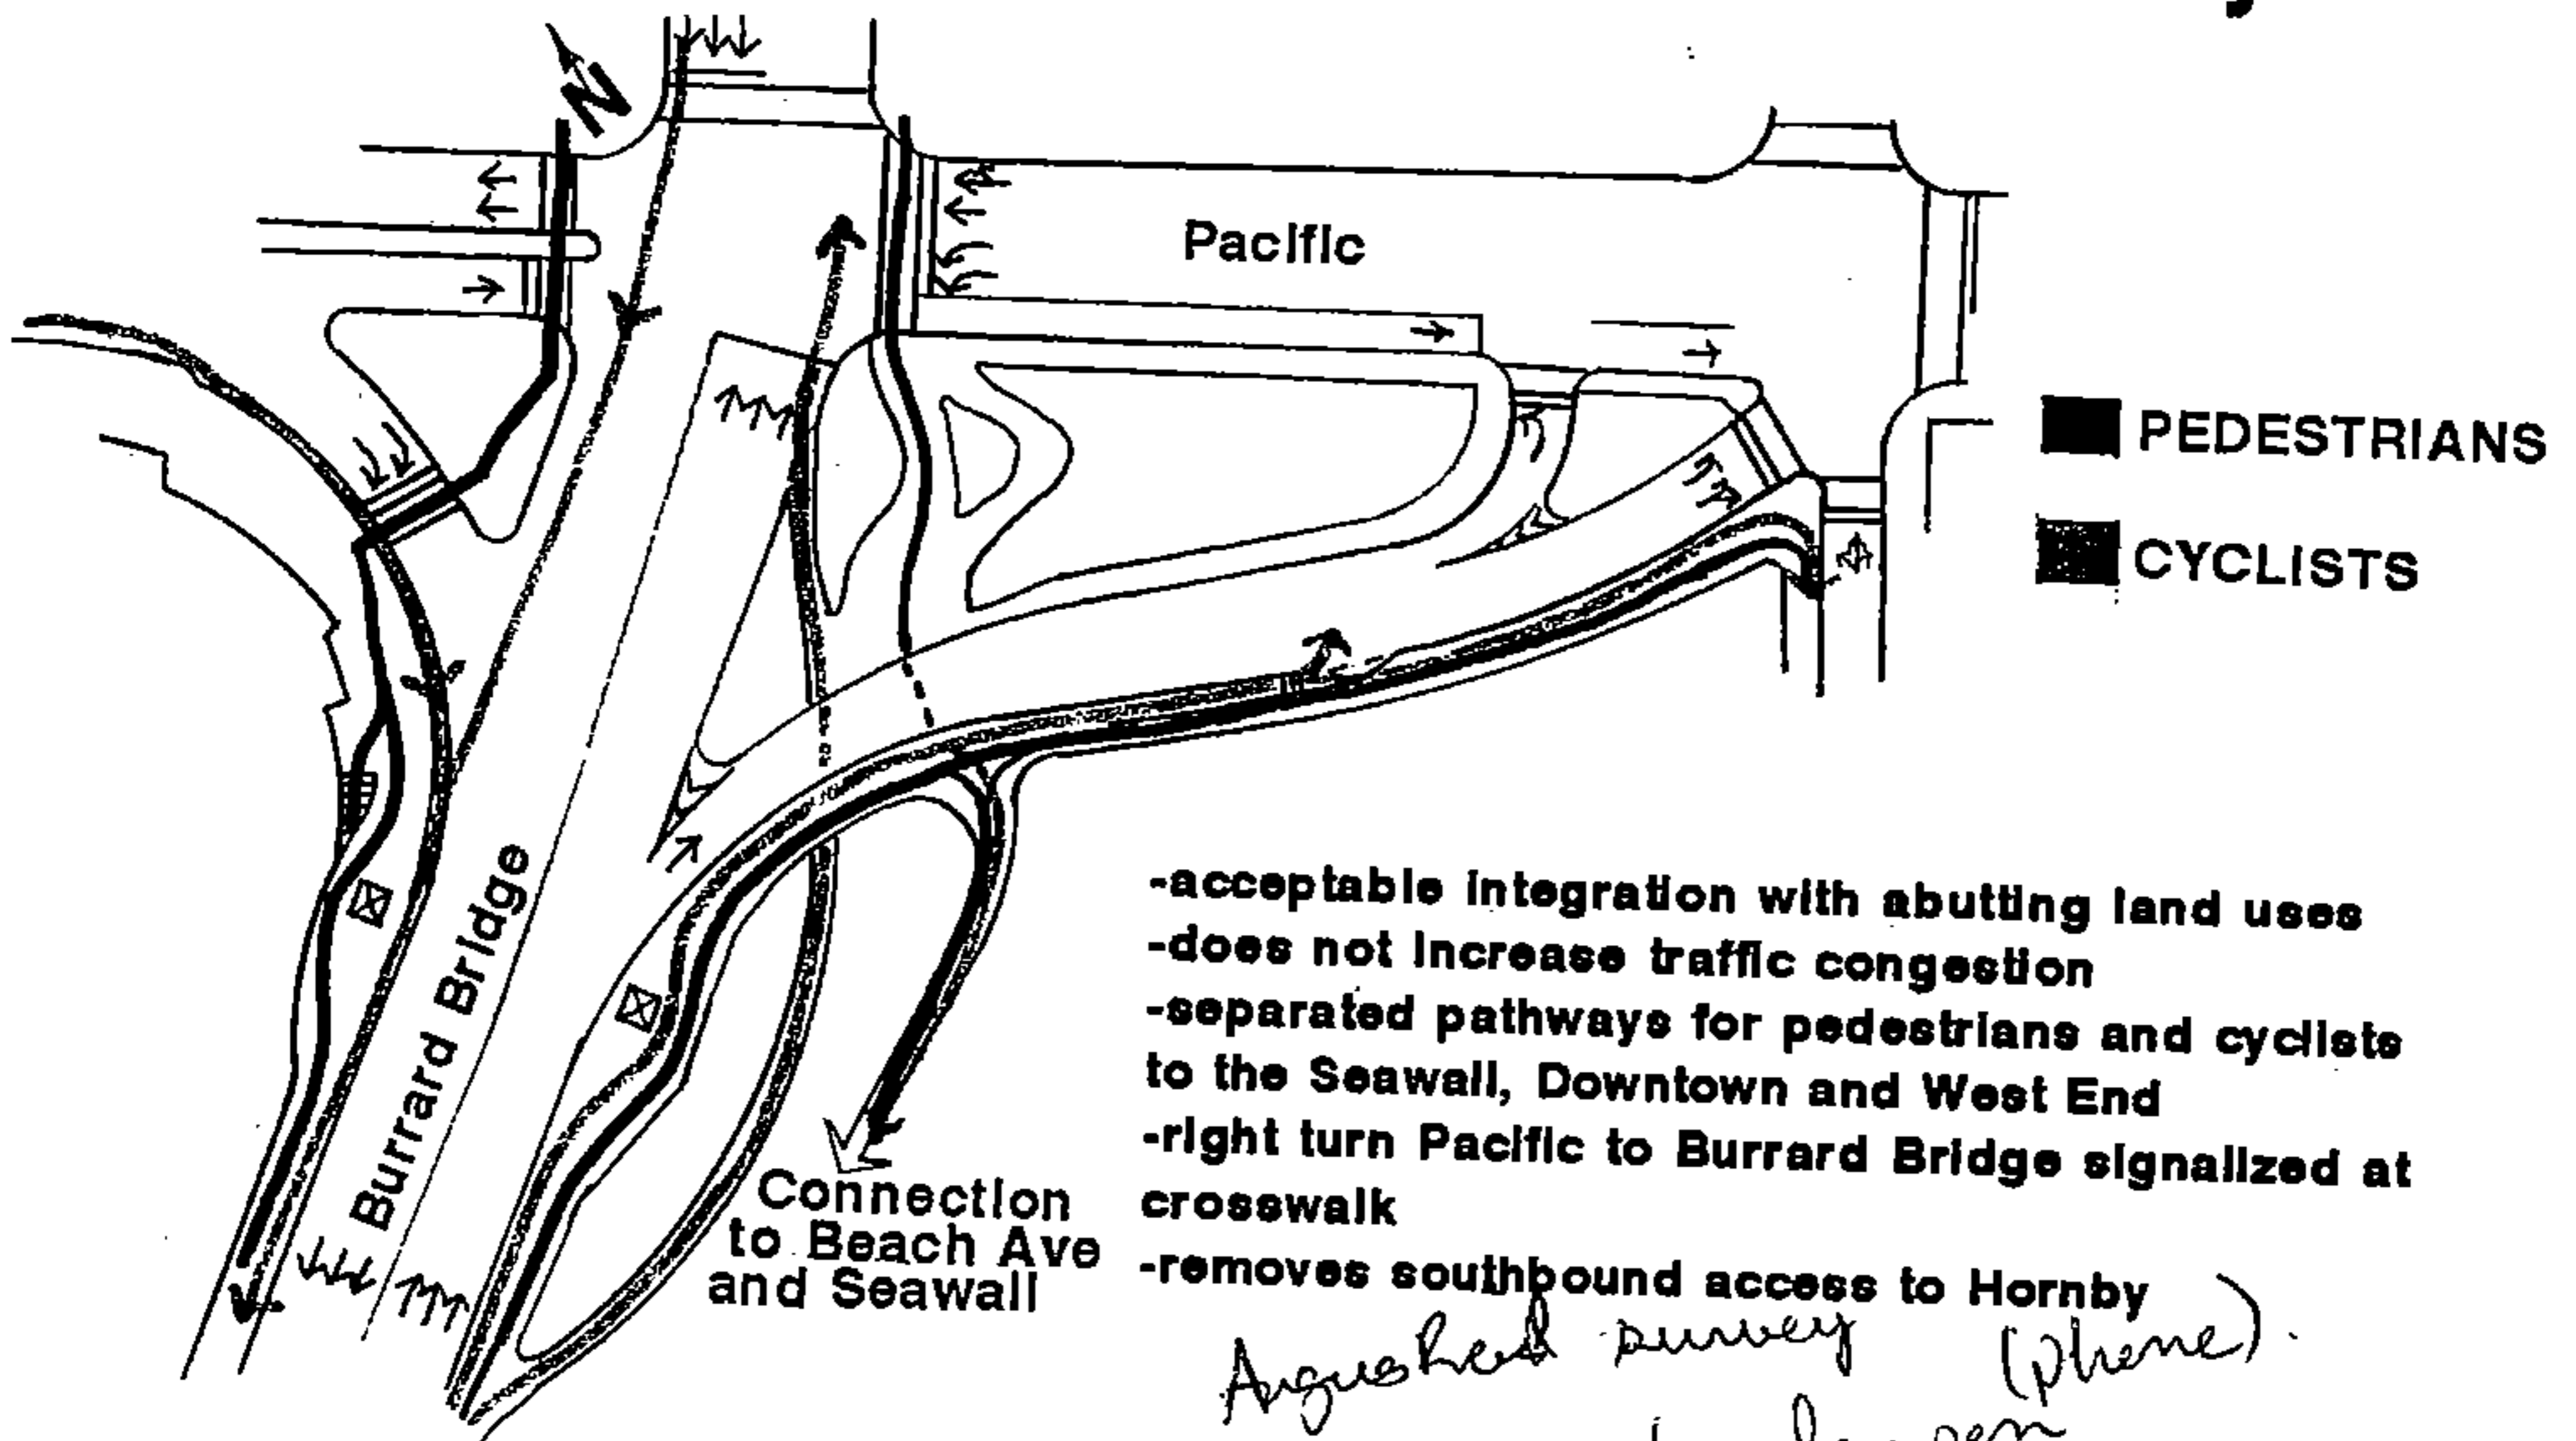 N
Pacific
PEDESTRIANS
CYCLISTS
Burrard Bridge
Connection
to Beach Ave
and Seawall
-acceptable integration with abutting land uses
-does not increase traffic congestion
-separated pathways for pedestrians and cyclists
to the Seawall, Downtown and West End
-right turn Pacific to Burrard Bridge signalized at
crosswalk
-removes southbound access to Hornby
Angus Reid survey (phone).